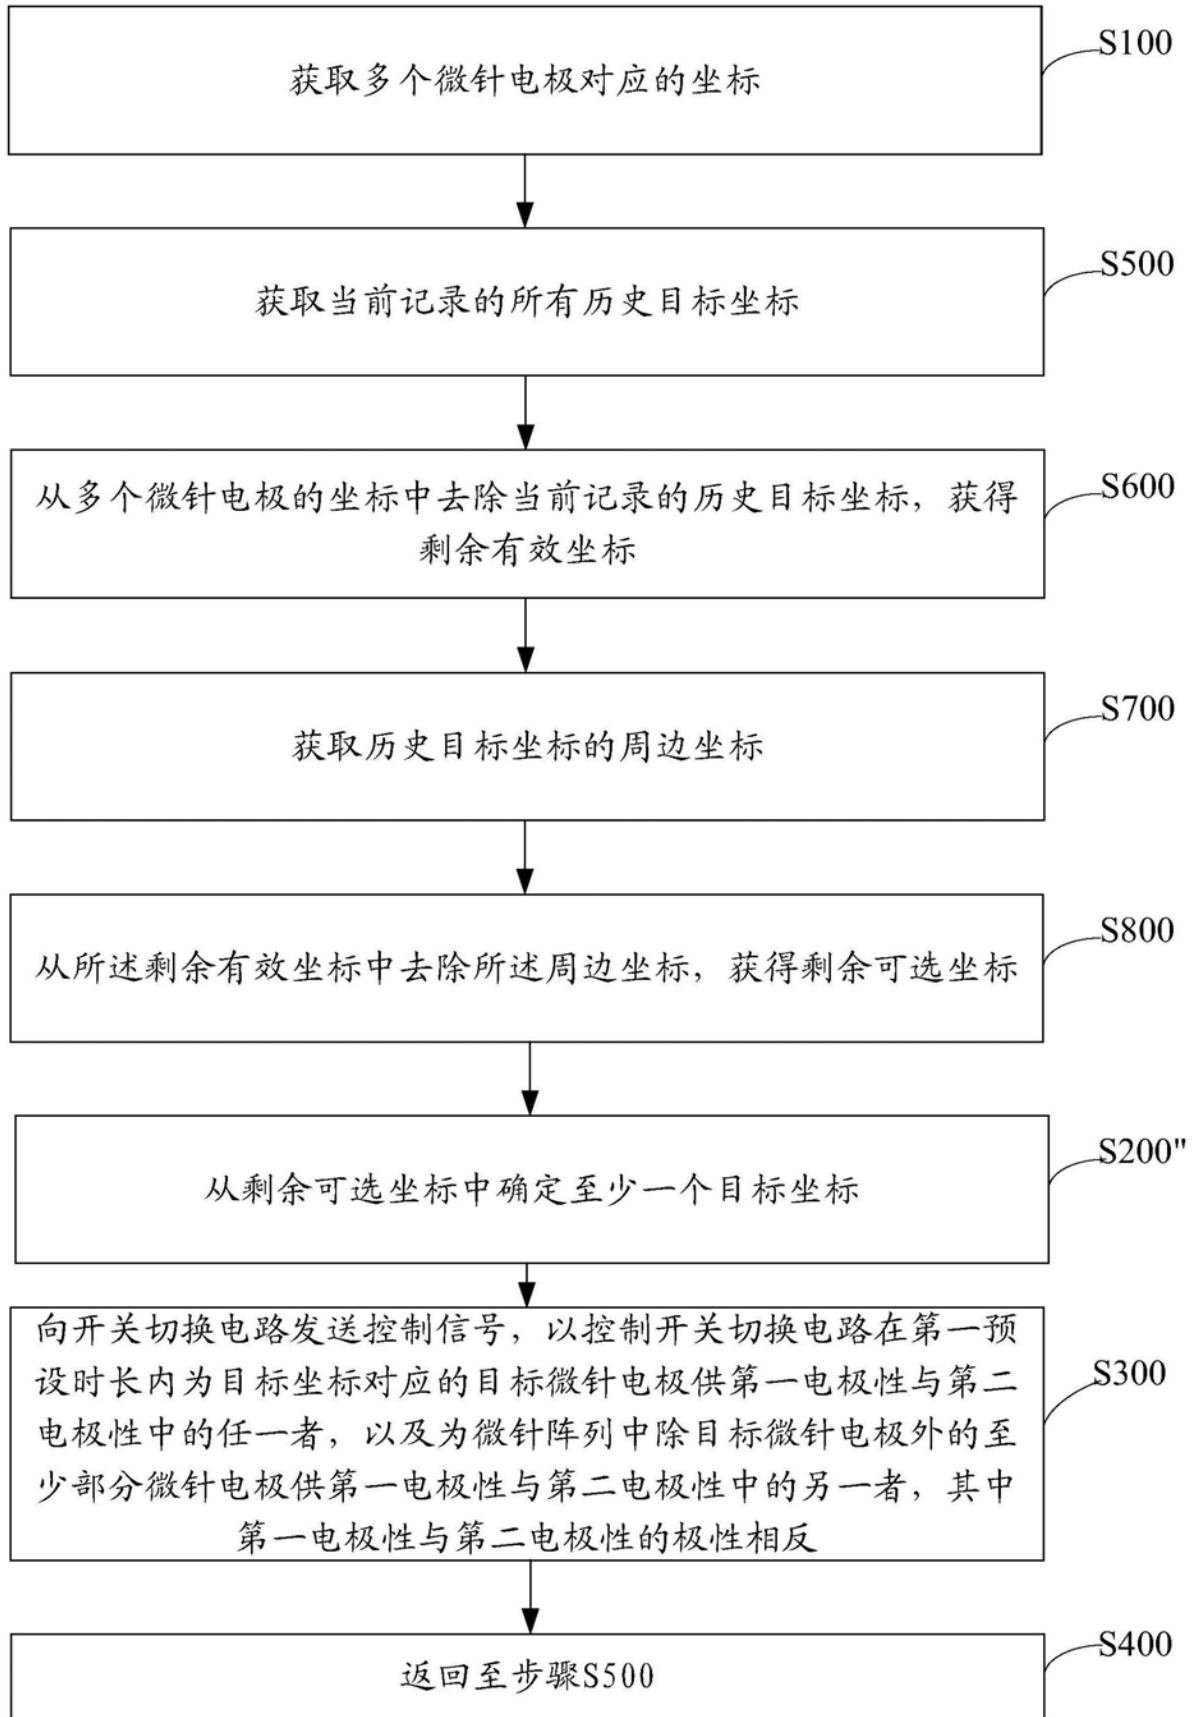 获取多个微针电极对应的坐标
S100
获取当前记录的所有历史目标坐标
S500
从多个微针电极的坐标中去除当前记录的历史目标坐标，获得
剩余有效坐标
S600
获取历史目标坐标的周边坐标
S700
从所述剩余有效坐标中去除所述周边坐标，获得剩余可选坐标
S800
从剩余可选坐标中确定至少一个目标坐标
S200"
向开关切换电路发送控制信号，以控制开关切换电路在第一预
设时长内为目标坐标对应的目标微针电极供第一电极性与第二
电极性中的任一者，以及为微针阵列中除目标微针电极外的至
少部分微针电极供第一电极性与第二电极性中的另一者，其中
第一电极性与第二电极性的极性相反
S300
返回至步骤S500
S400